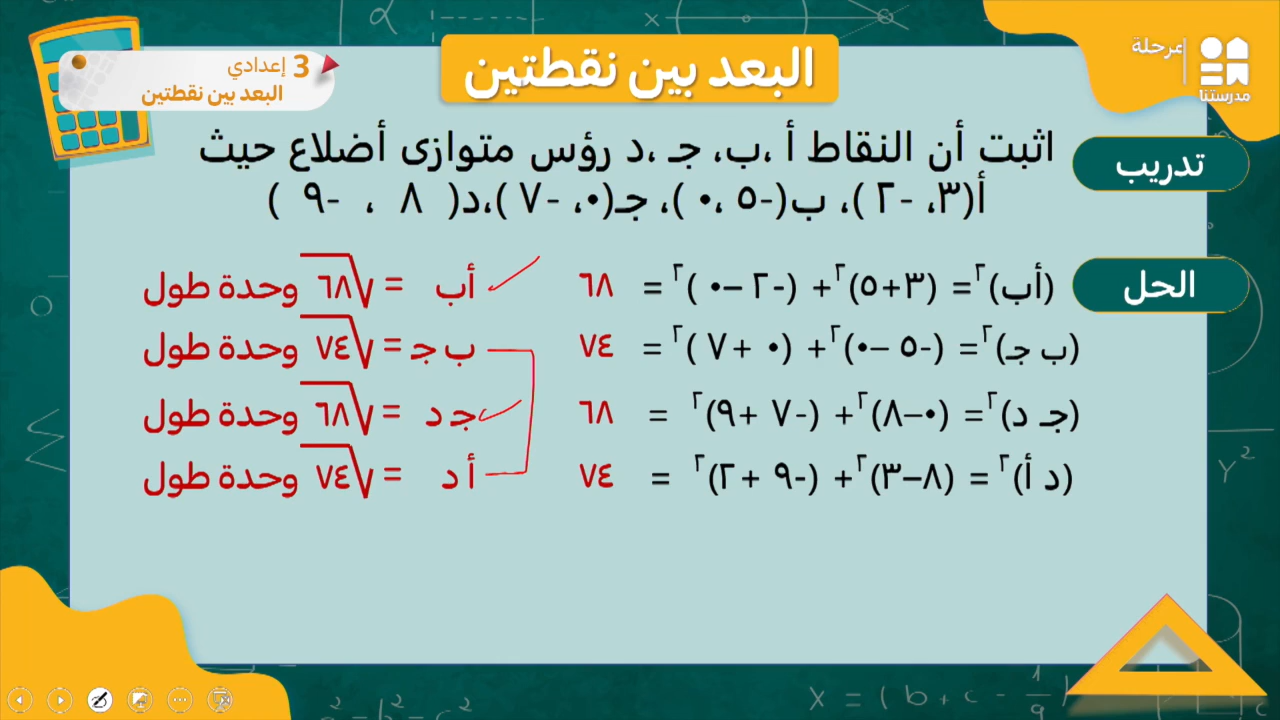 مرحلة
مدرستنا
3 إعدادي
البعد بين نقطتين
البعد بين نقطتين
تدريب
اثبت أن النقاط أ ،ب، جـ ،د رؤس متوازى أضلاع حيث
أ(٣، -٢ )، ب(-٥ ،٠ )، جـ(٠، -٧ )،د( ٨ ، -٩ )
الحل
(أب)٢= (٣+٥)٢+ (-٢ –٠ )٢ = ٦٨ أب = √٦٨ وحدة طول
(ب جـ)٢= (-٥ –٠)٢+ (٠ +٧ )٢ = ٧٤ ب جـ = √٧٤ وحدة طول
(جـ د)٢= (٠–٨)٢+ (-٧ +٩)٢ = ٦٨ جـ د = √٦٨ وحدة طول
(د أ)٢ = (٨–٣)٢+ (-٩ +٢)٢ = ٧٤ أ د = √٧٤ وحدة طول